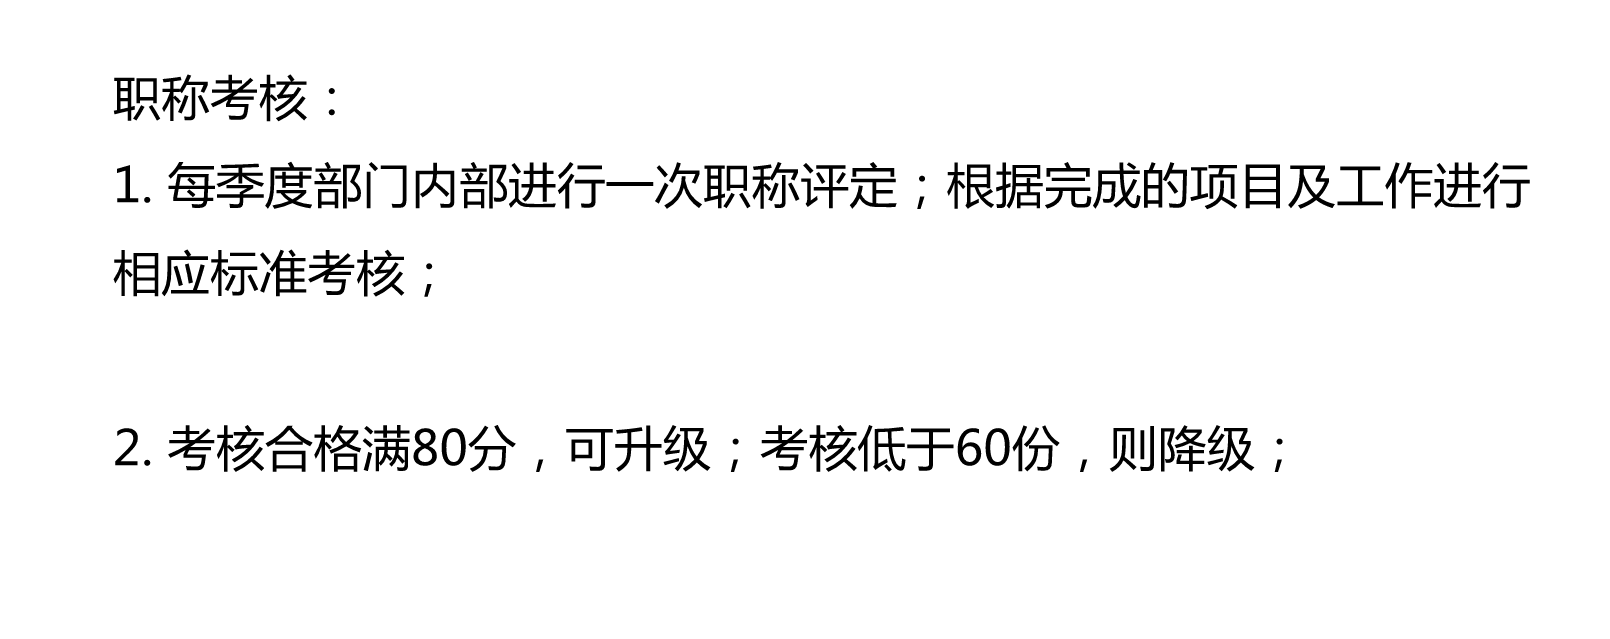 职称考核：
1. 每季度部门内部进行一次职称评定；根据完成的项目及工作进行
相应标准考核；
2. 考核合格满80分，可升级；考核低于60份，则降级；